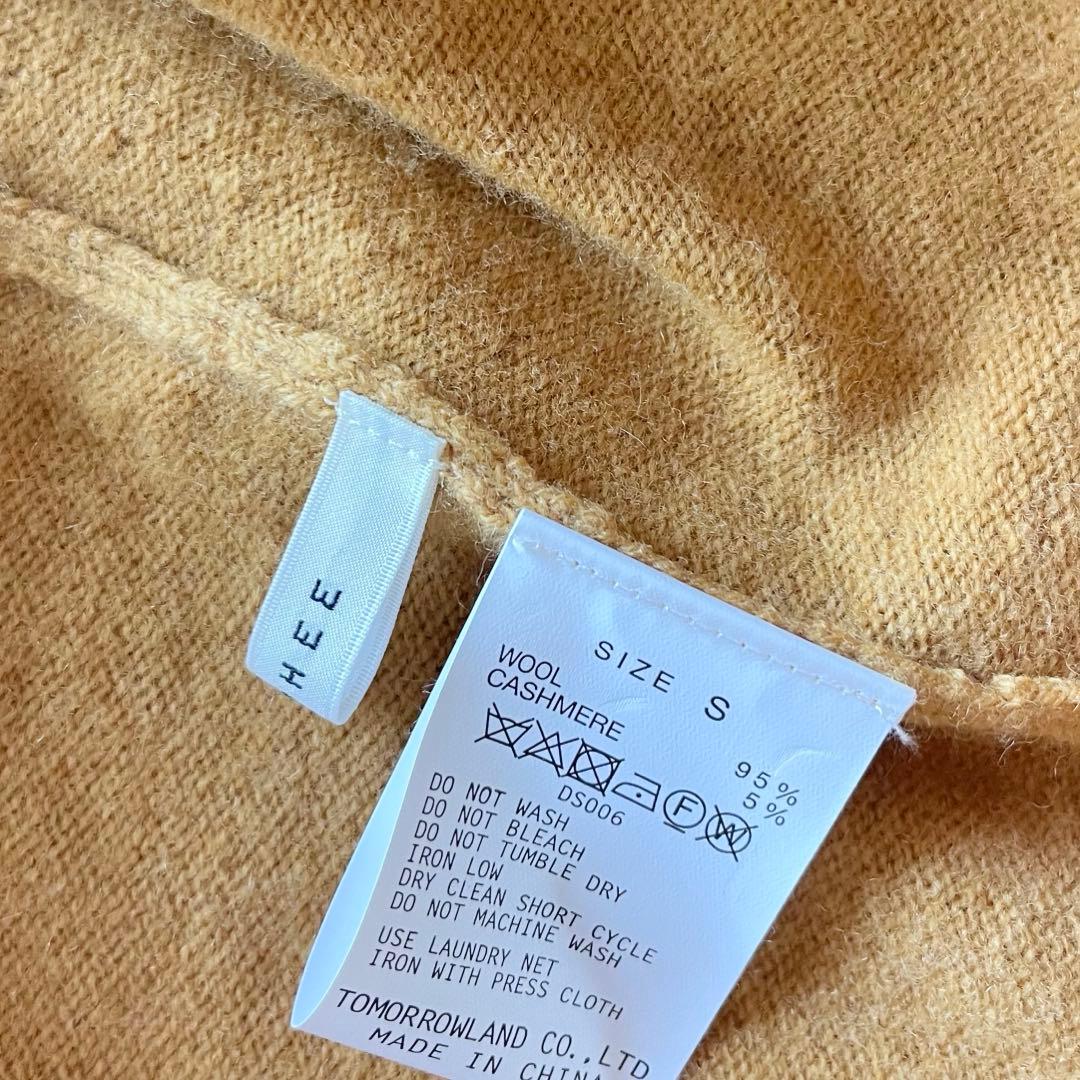 HEE
SIZE S
WOOL 95%
CASHMERE 5%
F W
DS006
DO NOT WASH
DO NOT BLEACH
DO NOT TUMBLE DRY
IRON LOW
DRY CLEAN SHORT CYCLE
DO NOT MACHINE WASH
USE LAUNDRY NET
IRON WITH PRESS CLOTH
TOMORROWLAND CO.,LTD
MADE IN CHINA